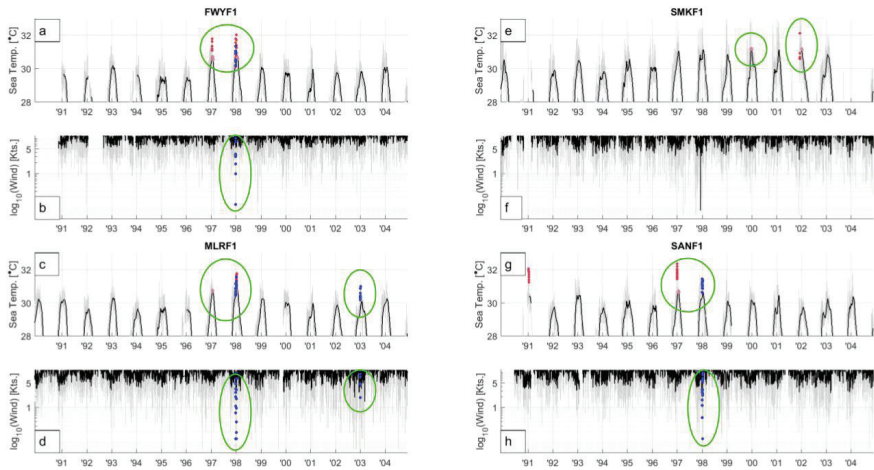 FWYF1
a
Sea Temp. [°C]
32
30
28
'91 '92 '93 '94 '95 '96 '97 '98 '99 '00 '01 '02 '03 '04
b
log10(Wind) [Kts.]
5
1
'91 '92 '93 '94 '95 '96 '97 '98 '99 '00 '01 '02 '03 '04
MLRF1
c
Sea Temp. [°C]
32
30
28
'91 '92 '93 '94 '95 '96 '97 '98 '99 '00 '01 '02 '03 '04
d
log10(Wind) [Kts.]
5
1
'91 '92 '93 '94 '95 '96 '97 '98 '99 '00 '01 '02 '03 '04
SMKF1
e
Sea Temp. [°C]
32
30
28
'91 '92 '93 '94 '95 '96 '97 '98 '99 '00 '01 '02 '03 '04
f
log10(Wind) [Kts.]
5
1
'91 '92 '93 '94 '95 '96 '97 '98 '99 '00 '01 '02 '03 '04
SANF1
g
Sea Temp. [°C]
32
30
28
'91 '92 '93 '94 '95 '96 '97 '98 '99 '00 '01 '02 '03 '04
h
log10(Wind) [Kts.]
5
1
'91 '92 '93 '94 '95 '96 '97 '98 '99 '00 '01 '02 '03 '04